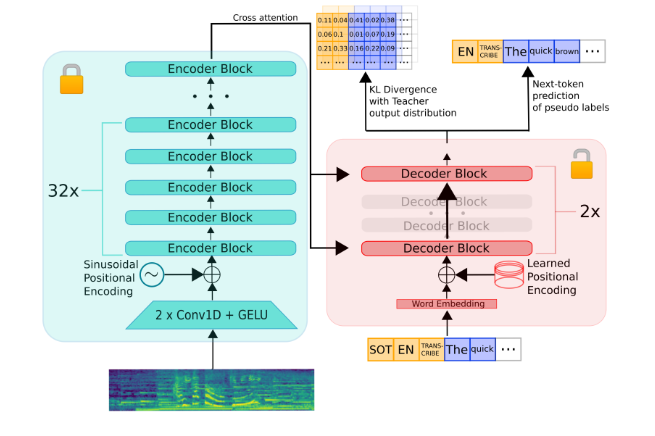 Cross attention
0.11 0.04 0.41 0.02 0.38 ...
0.06 0.1 0.01 0.07 0.19 ...
0.21 0.33 0.16 0.22 0.09 ...
... ... ... ... ...
EN TRANS-CRIBE The quick brown ...
KL Divergence
with Teacher
output distribution
Next-token
prediction
of pseudo labels
Encoder Block
...
Encoder Block
Encoder Block
32x
Encoder Block
Encoder Block
Encoder Block
Sinusoidal
Positional
Encoding
2 x Conv1D + GELU
Decoder Block
Decoder Block
...
Decoder Block
2x
Decoder Block
Learned
Positional
Encoding
Word Embedding
SOT EN TRANS-CRIBE The quick ...